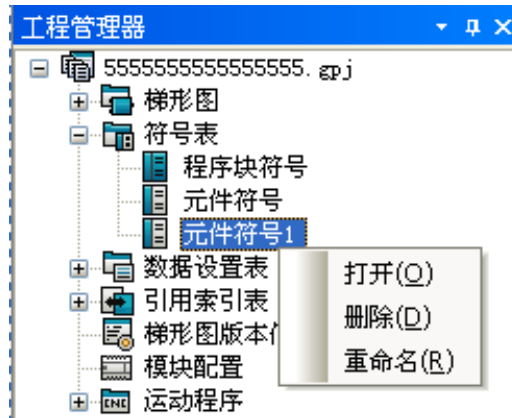 工程管理器
5555555555555555.gpj
梯形图
符号表
程序块符号
元件符号
元件符号1
数据设置表
打开(O)
引用索引表
删除(D)
梯形图版本
重命名(R)
模块配置
运动程序